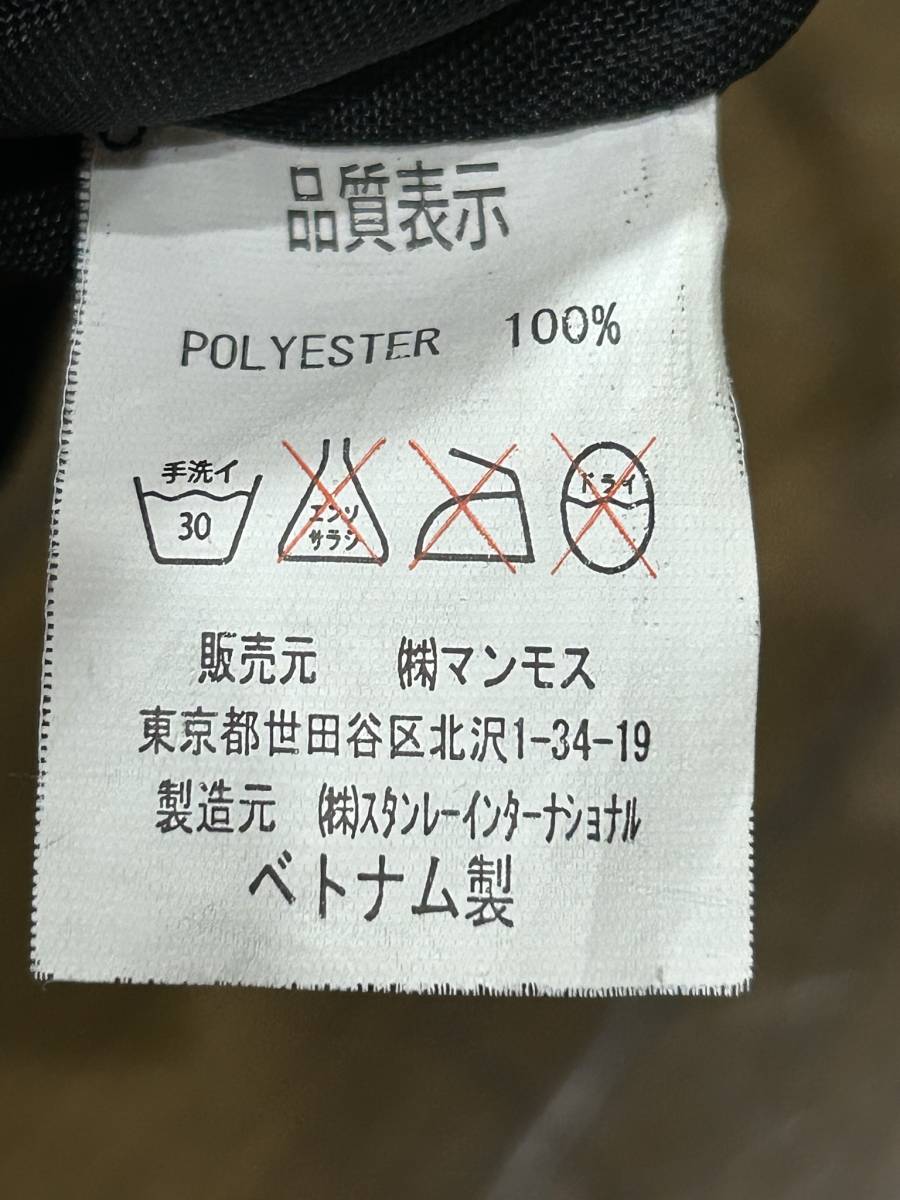 品質表示
POLYESTER 100%
手洗イ
30
エンソ
サラシ
ドライ
販売元 ㈱マンモス
東京都世田谷区北沢1-34-19
製造元 ㈱スタンレーインターナショナル
ベトナム製